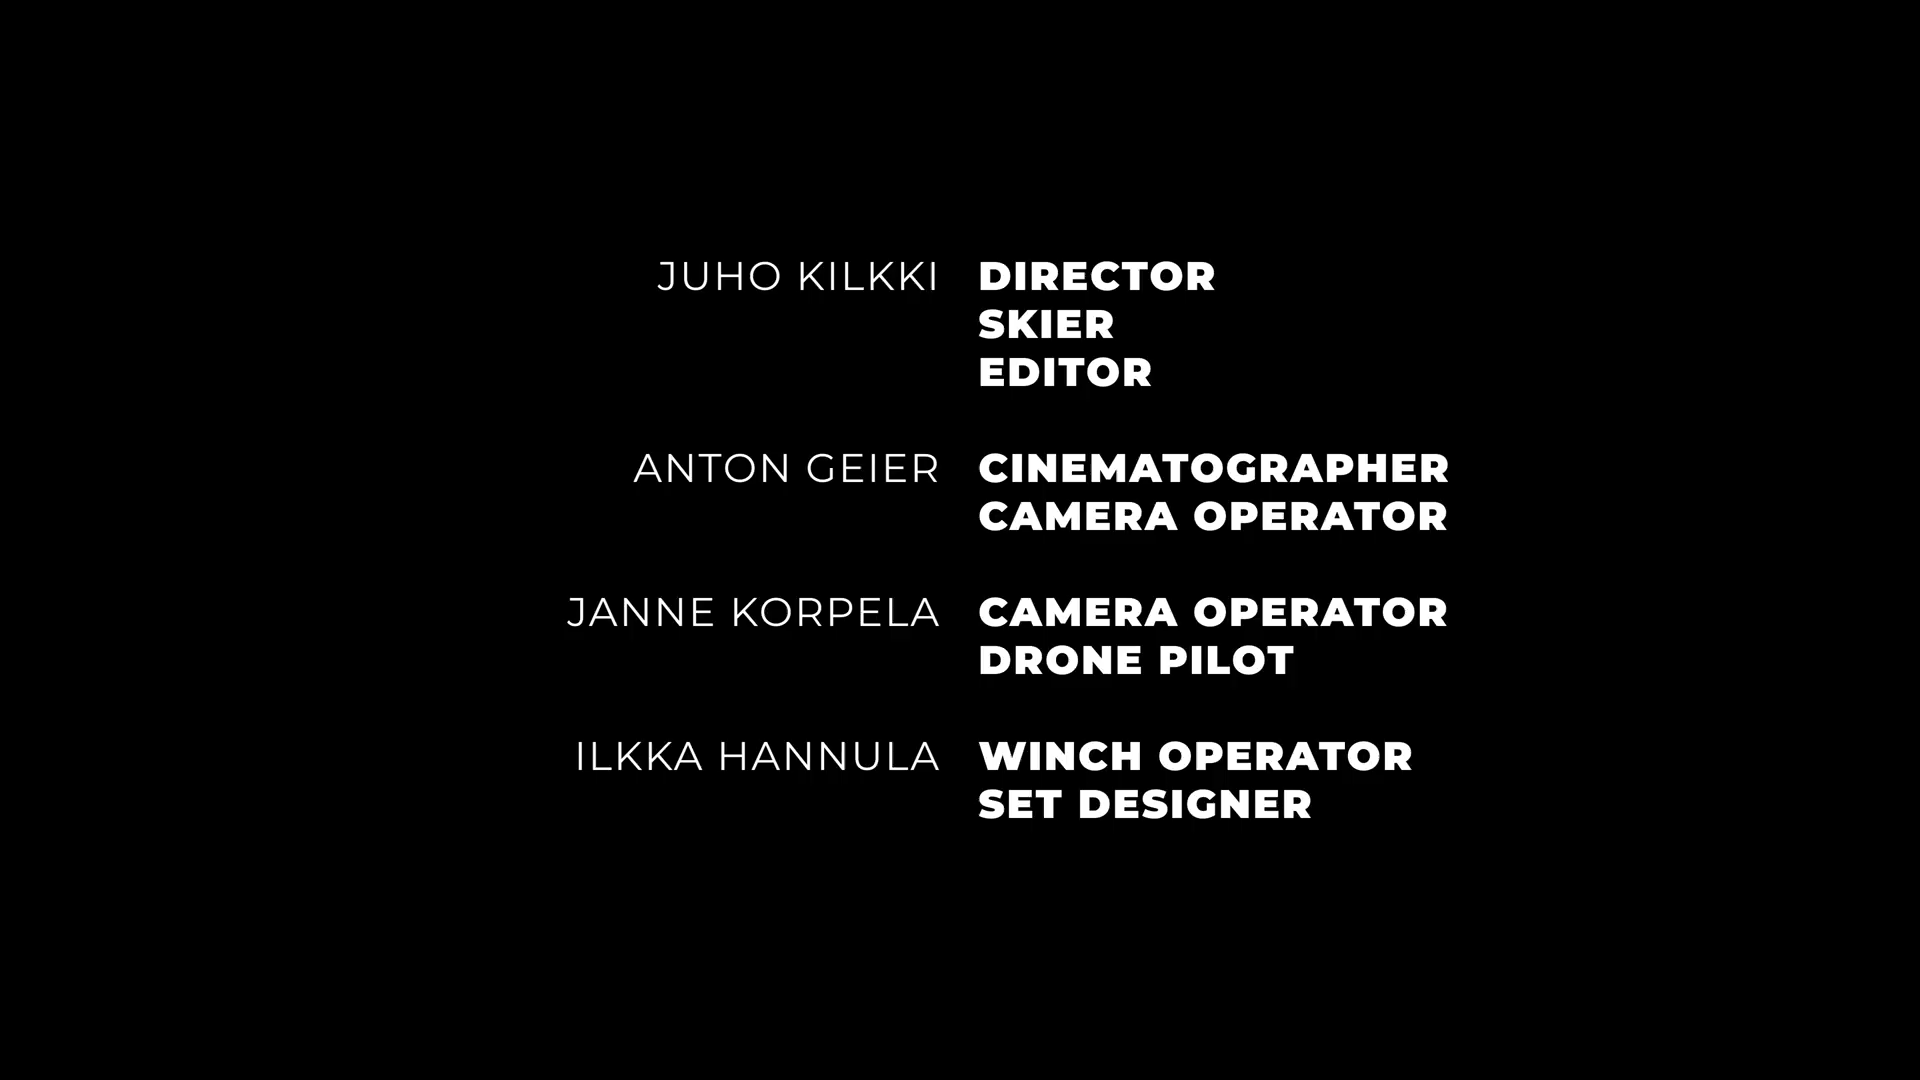 JUHO KILKKI DIRECTOR
SKIER
EDITOR
ANTON GEIER CINEMATOGRAPHER
CAMERA OPERATOR
JANNE KORPELA CAMERA OPERATOR
DRONE PILOT
ILKKA HANNULA WINCH OPERATOR
SET DESIGNER